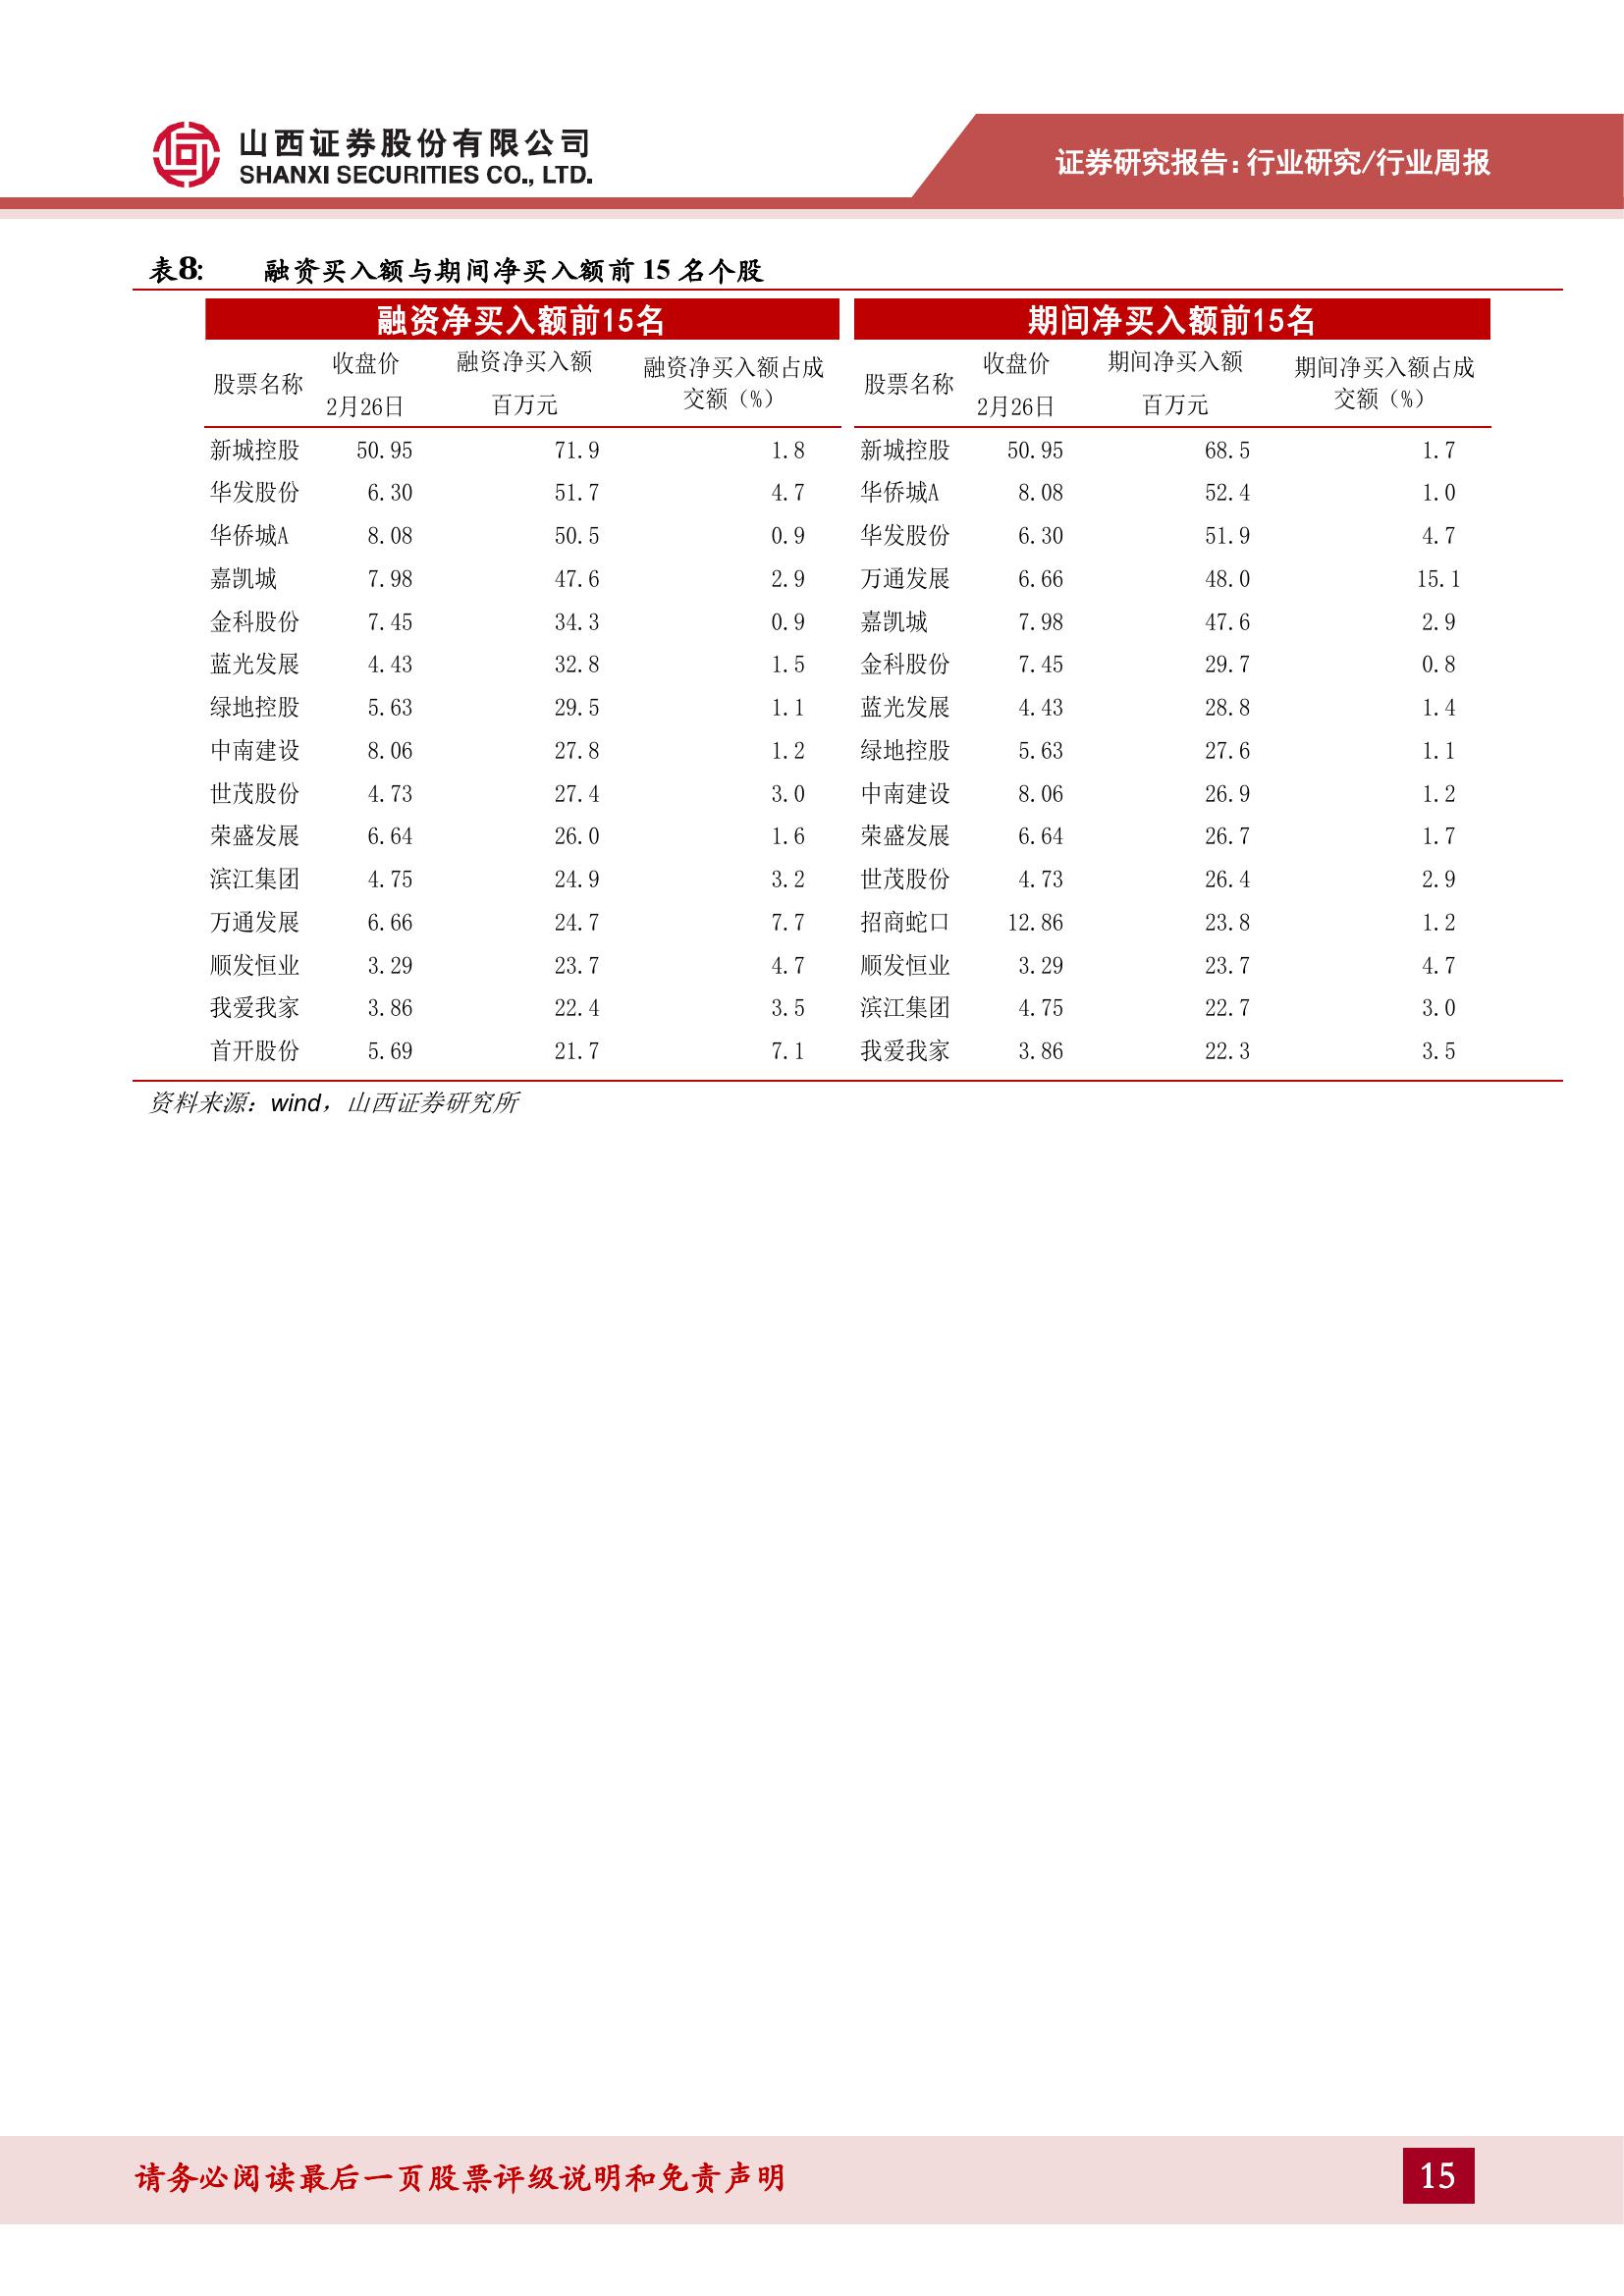 山西证券股份有限公司
SHANXI SECURITIES CO., LTD.
证券研究报告:行业研究/行业周报
表8: 融资买入额与期间净买入额前 15 名个股
融资净买入额前15名 期间净买入额前15名
股票名称 收盘价 2月26日 融资净买入额 百万元 融资净买入额占成交额（%） 股票名称 收盘价 2月26日 期间净买入额 百万元 期间净买入额占成交额（%）
新城控股 50.95 71.9 1.8 新城控股 50.95 68.5 1.7
华发股份 6.30 51.7 4.7 华侨城A 8.08 52.4 1.0
华侨城A 8.08 50.5 0.9 华发股份 6.30 51.9 4.7
嘉凯城 7.98 47.6 2.9 万通发展 6.66 48.0 15.1
金科股份 7.45 34.3 0.9 嘉凯城 7.98 47.6 2.9
蓝光发展 4.43 32.8 1.5 金科股份 7.45 29.7 0.8
绿地控股 5.63 29.5 1.1 蓝光发展 4.43 28.8 1.4
中南建设 8.06 27.8 1.2 绿地控股 5.63 27.6 1.1
世茂股份 4.73 27.4 3.0 中南建设 8.06 26.9 1.2
荣盛发展 6.64 26.0 1.6 荣盛发展 6.64 26.7 1.7
滨江集团 4.75 24.9 3.2 世茂股份 4.73 26.4 2.9
万通发展 6.66 24.7 7.7 招商蛇口 12.86 23.8 1.2
顺发恒业 3.29 23.7 4.7 顺发恒业 3.29 23.7 4.7
我爱我家 3.86 22.4 3.5 滨江集团 4.75 22.7 3.0
首开股份 5.69 21.7 7.1 我爱我家 3.86 22.3 3.5
资料来源：wind，山西证券研究所
请务必阅读最后一页股票评级说明和免责声明
15